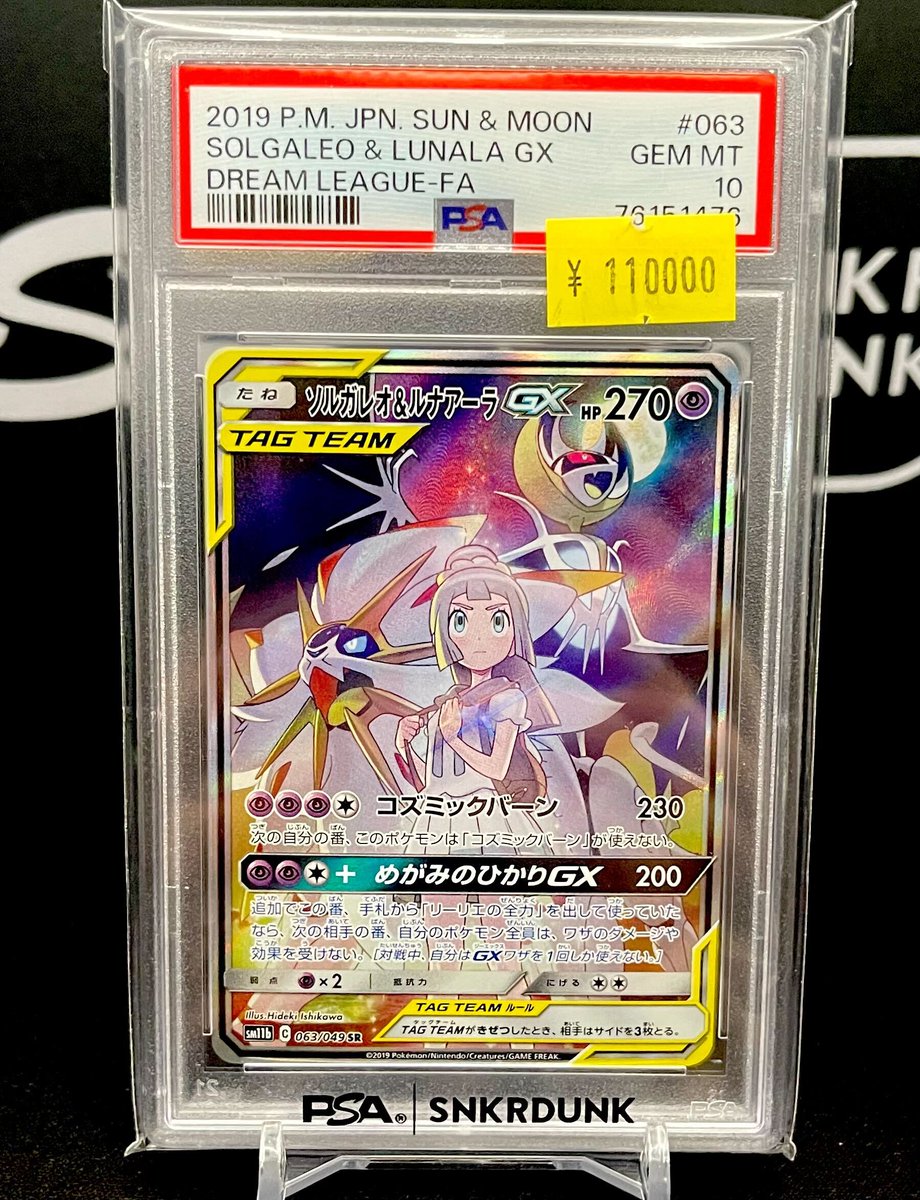 2019 P.M. JPN. SUN & MOON #063
SOLGALEO & LUNALA GX GEM MT
DREAM LEAGUE-FA 10
PSA 76151476
¥ 110000
たね ソルガレオ&ルナアーラGX HP270
TAG TEAM
コズミックバーン 230
次の自分の番、このポケモンは「コズミックバーン」が使えない。
+ めがみのひかりGX 200
追加でこの番、手札から「リーリエの全力」を出して使っていた
なら、次の相手の番、自分のポケモン全員は、ワザのダメージや
効果を受けない。[対戦中、自分はGXワザを1回しか使えない。]
弱点 ×2 抵抗力 にげる
TAG TEAM ルール
TAG TEAMがきぜつしたとき、相手はサイドを3枚とる。
Illus.Hideki Ishikawa
sm11b C 063/049 SR
©2019 Pokémon/Nintendo/Creatures/GAME FREAK.
PSA® | SNKRDUNK
PSA